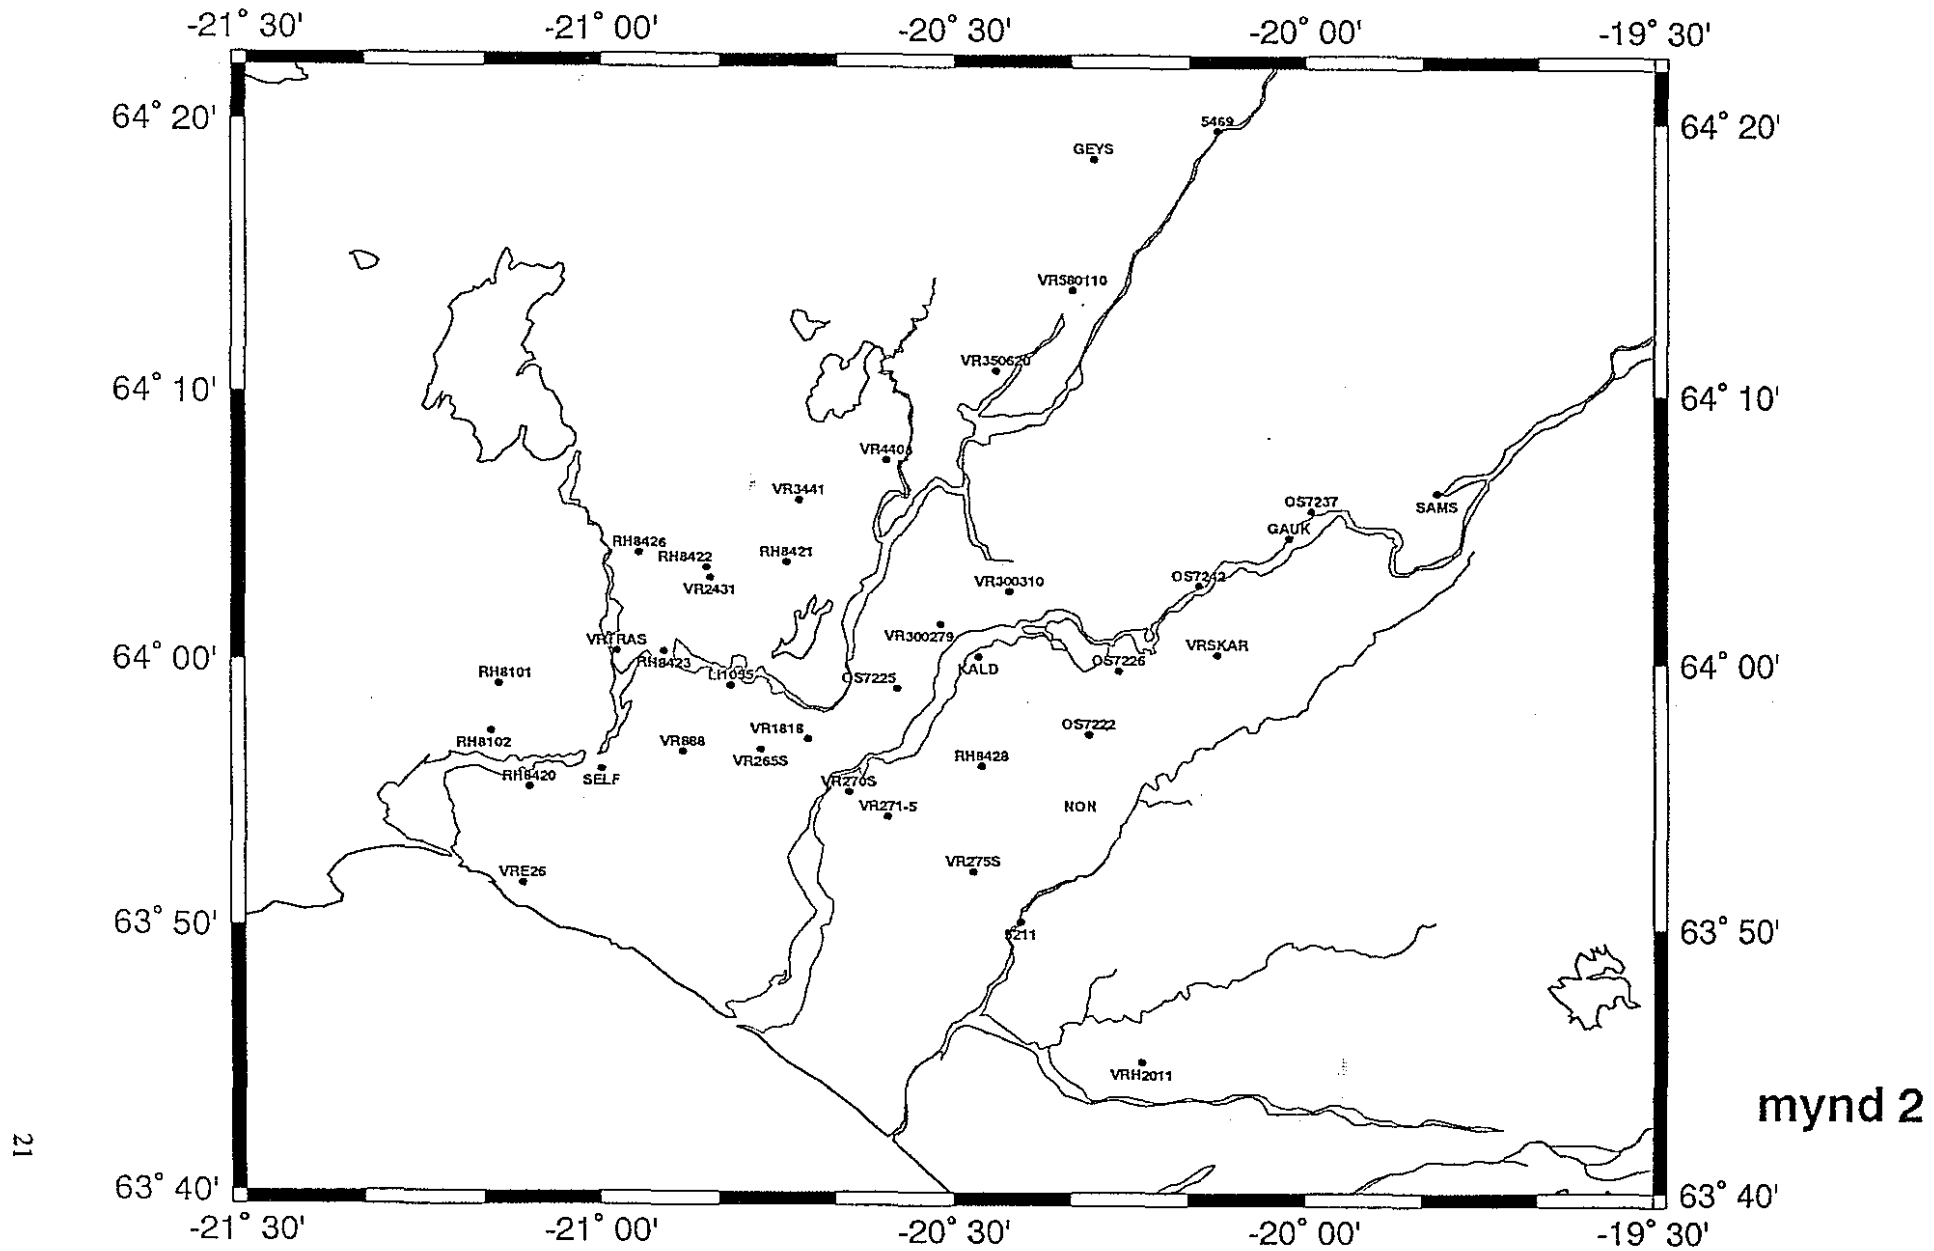 -21° 30'
-21° 00'
-20° 30'
-20° 00'
-19° 30'
64° 20'
64° 20'
5469
GEYS
VR580110
VR350620
64° 10'
64° 10'
VR3441
OS7237
SAMS
GAUK
RH8426
RH8422
RH8421
VR2431
OS7242
VR300310
VR300279
VRTRAS
VRSKAR
64° 00'
64° 00'
RH8423
OS7226
KALD
RH8101
LI1095
OS7225
OS7222
VR1818
RH8102
VR888
VR265S
RH8428
RH8420
SELF
VR270S
VR271-S
NON
VR275S
VRE26
63° 50'
63° 50'
5211
VRH2011
mynd 2
21
63° 40'
63° 40'
-21° 30'
-21° 00'
-20° 30'
-20° 00'
-19° 30'